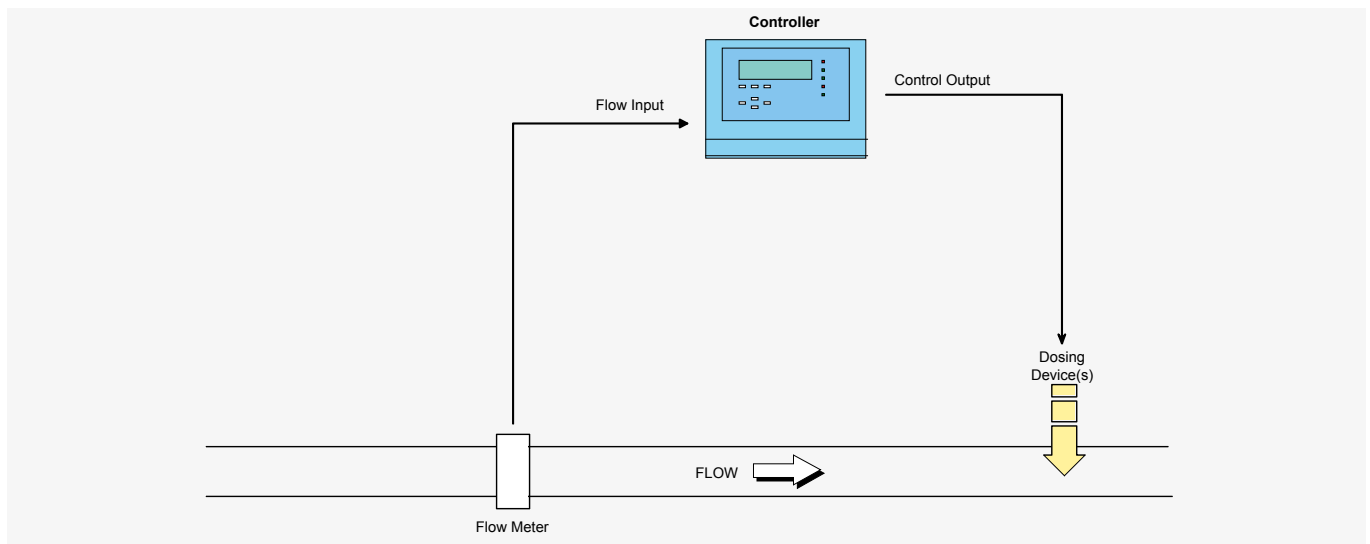 Controller
Flow Input
Control Output
Dosing
Device(s)
FLOW
Flow Meter